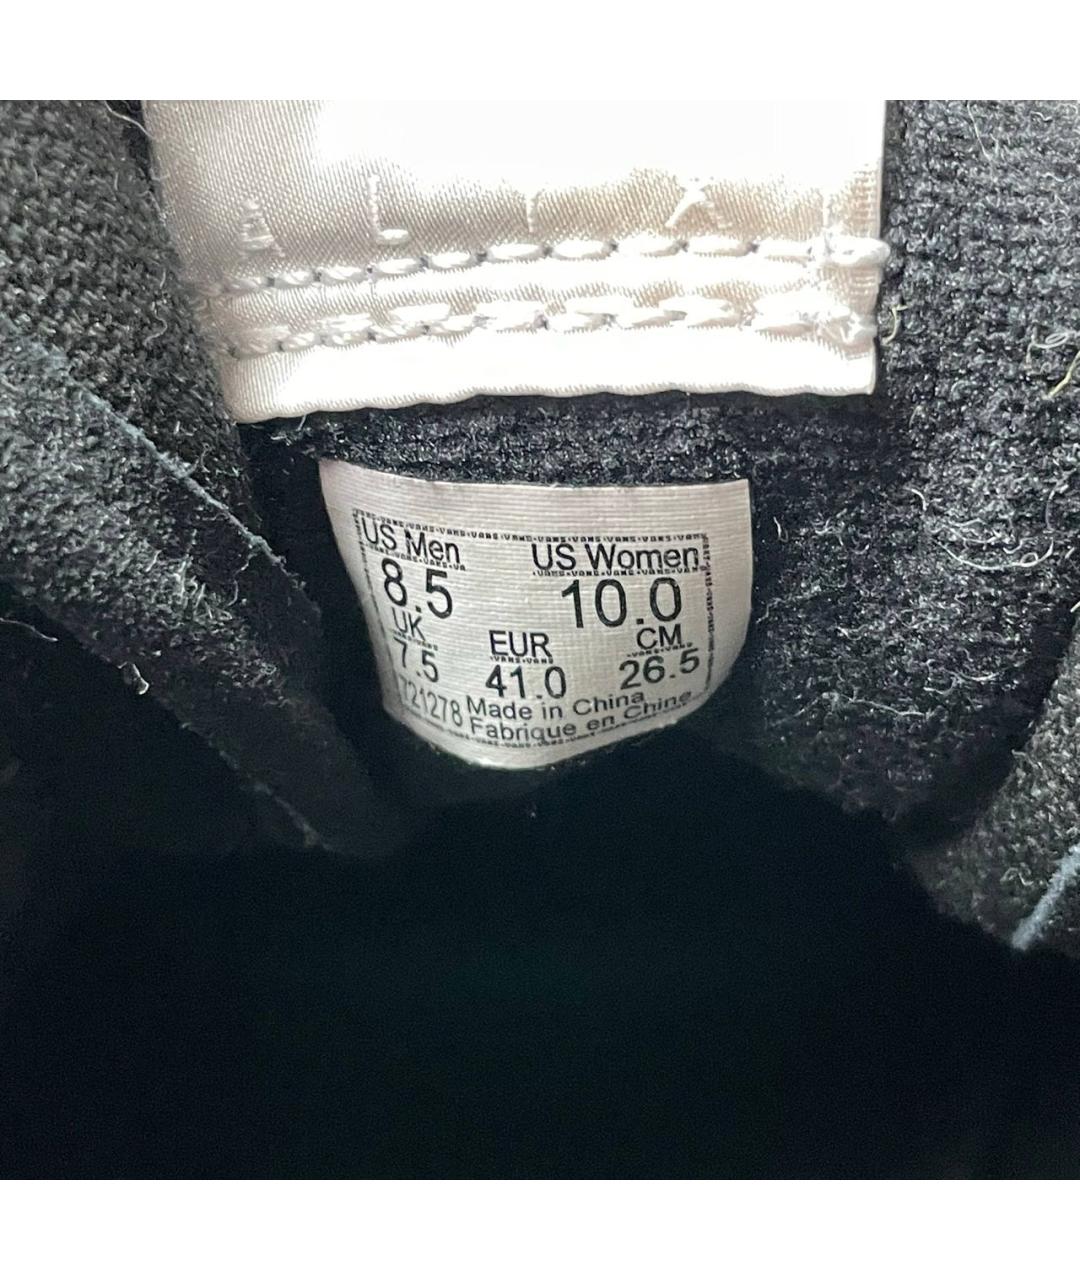 US Men US Women
8.5 10.0
UK EUR CM
7.5 41.0 26.5
721278 Made in China
Fabrique en Chine